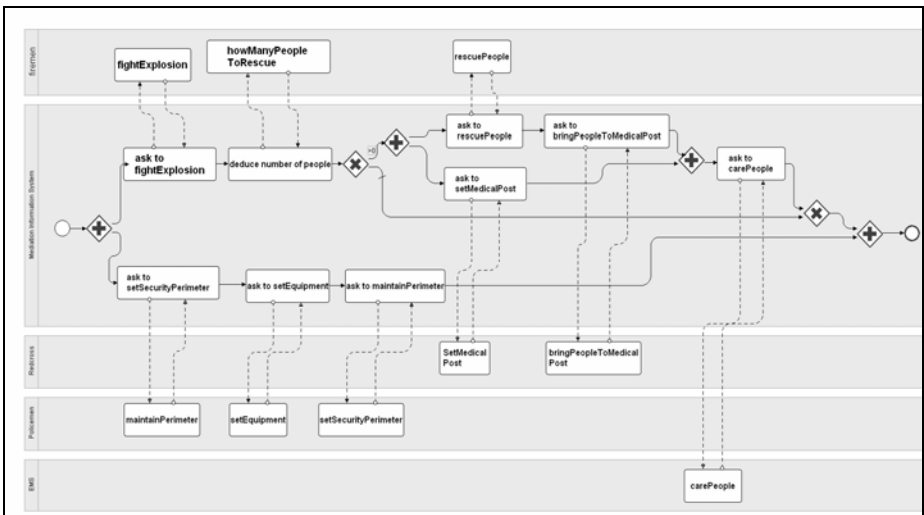 firemen
fightExplosion
howManyPeople
ToRescue
rescuePeople
Mediation Information System
ask to
fightExplosion
deduce number of people
>0
ask to
rescuePeople
ask to
bringPeopleToMedicalPost
ask to
setMedicalPost
ask to
carePeople
ask to
setSecurityPerimeter
ask to setEquipment
ask to maintainPerimeter
Redcross
SetMedical
Post
bringPeopleToMedical
Post
Policemen
maintainPerimeter
setEquipment
setSecurityPerimeter
EMS
carePeople